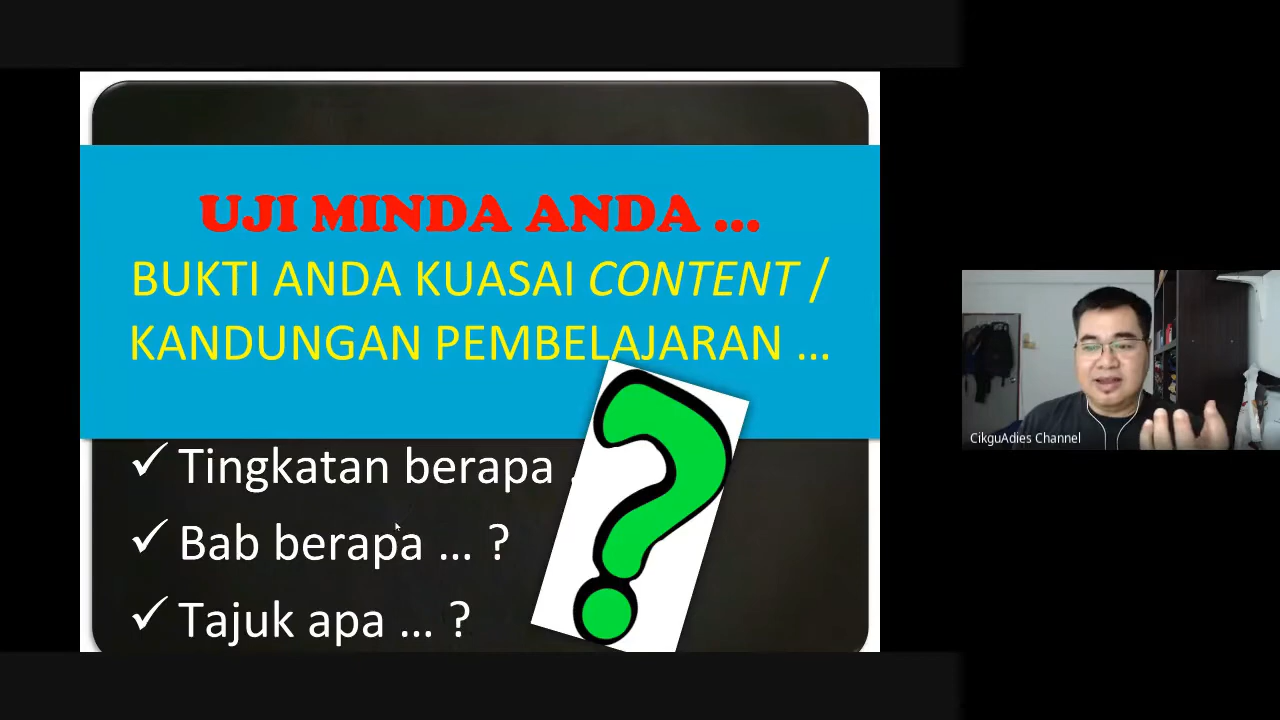 UJI MINDA ANDA ...
BUKTI ANDA KUASAI CONTENT /
KANDUNGAN PEMBELAJARAN ...
✓ Tingkatan berapa
✓ Bab berapa ... ?
✓ Tajuk apa ... ?
CikguAdies Channel